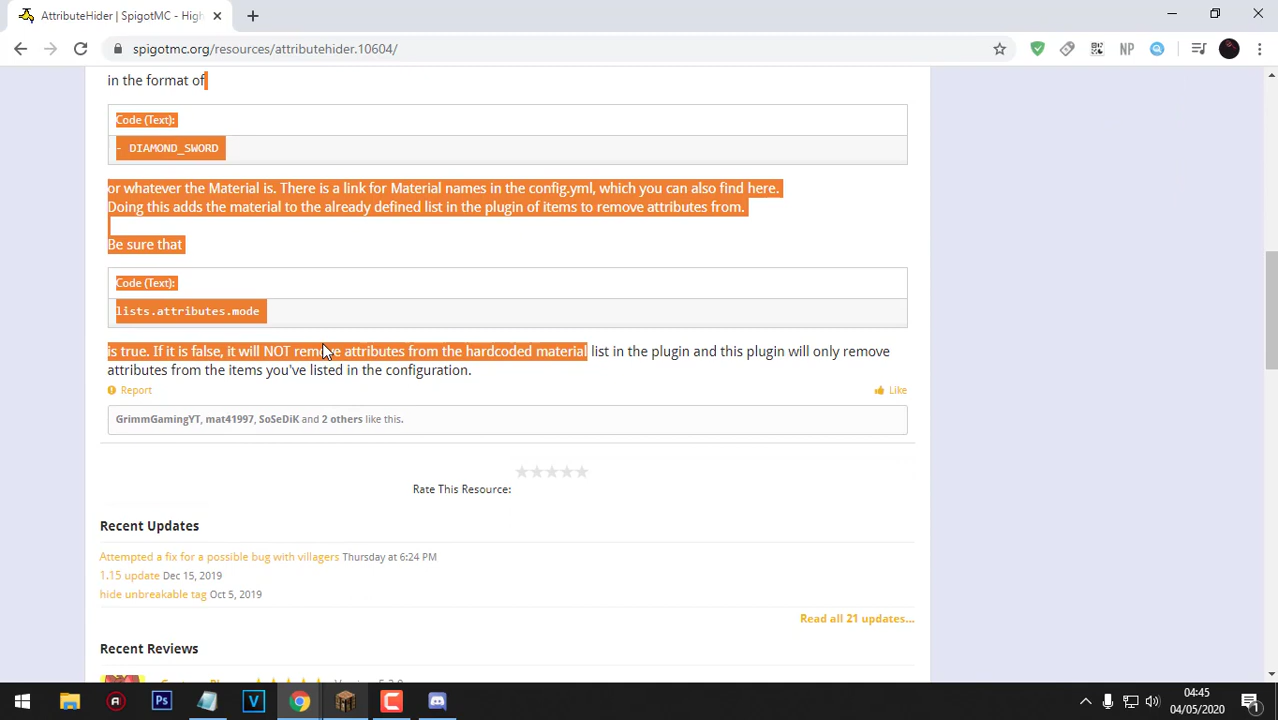 AttributeHider | SpigotMC - High
spigotmc.org/resources/attributehider.10604/
NP
in the format of
Code (Text):
- DIAMOND_SWORD
or whatever the Material is. There is a link for Material names in the config.yml, which you can also find here.
Doing this adds the material to the already defined list in the plugin of items to remove attributes from.
Be sure that
Code (Text):
lists.attributes.mode
is true. If it is false, it will NOT remove attributes from the hardcoded material list in the plugin and this plugin will only remove
attributes from the items you've listed in the configuration.
Report
Like
GrimmGamingYT, mat41997, SoSeDiK and 2 others like this.
Rate This Resource:
Recent Updates
Attempted a fix for a possible bug with villagers Thursday at 6:24 PM
1.15 update Dec 15, 2019
hide unbreakable tag Oct 5, 2019
Read all 21 updates...
Recent Reviews
Ps
V
04:45
04/05/2020
1